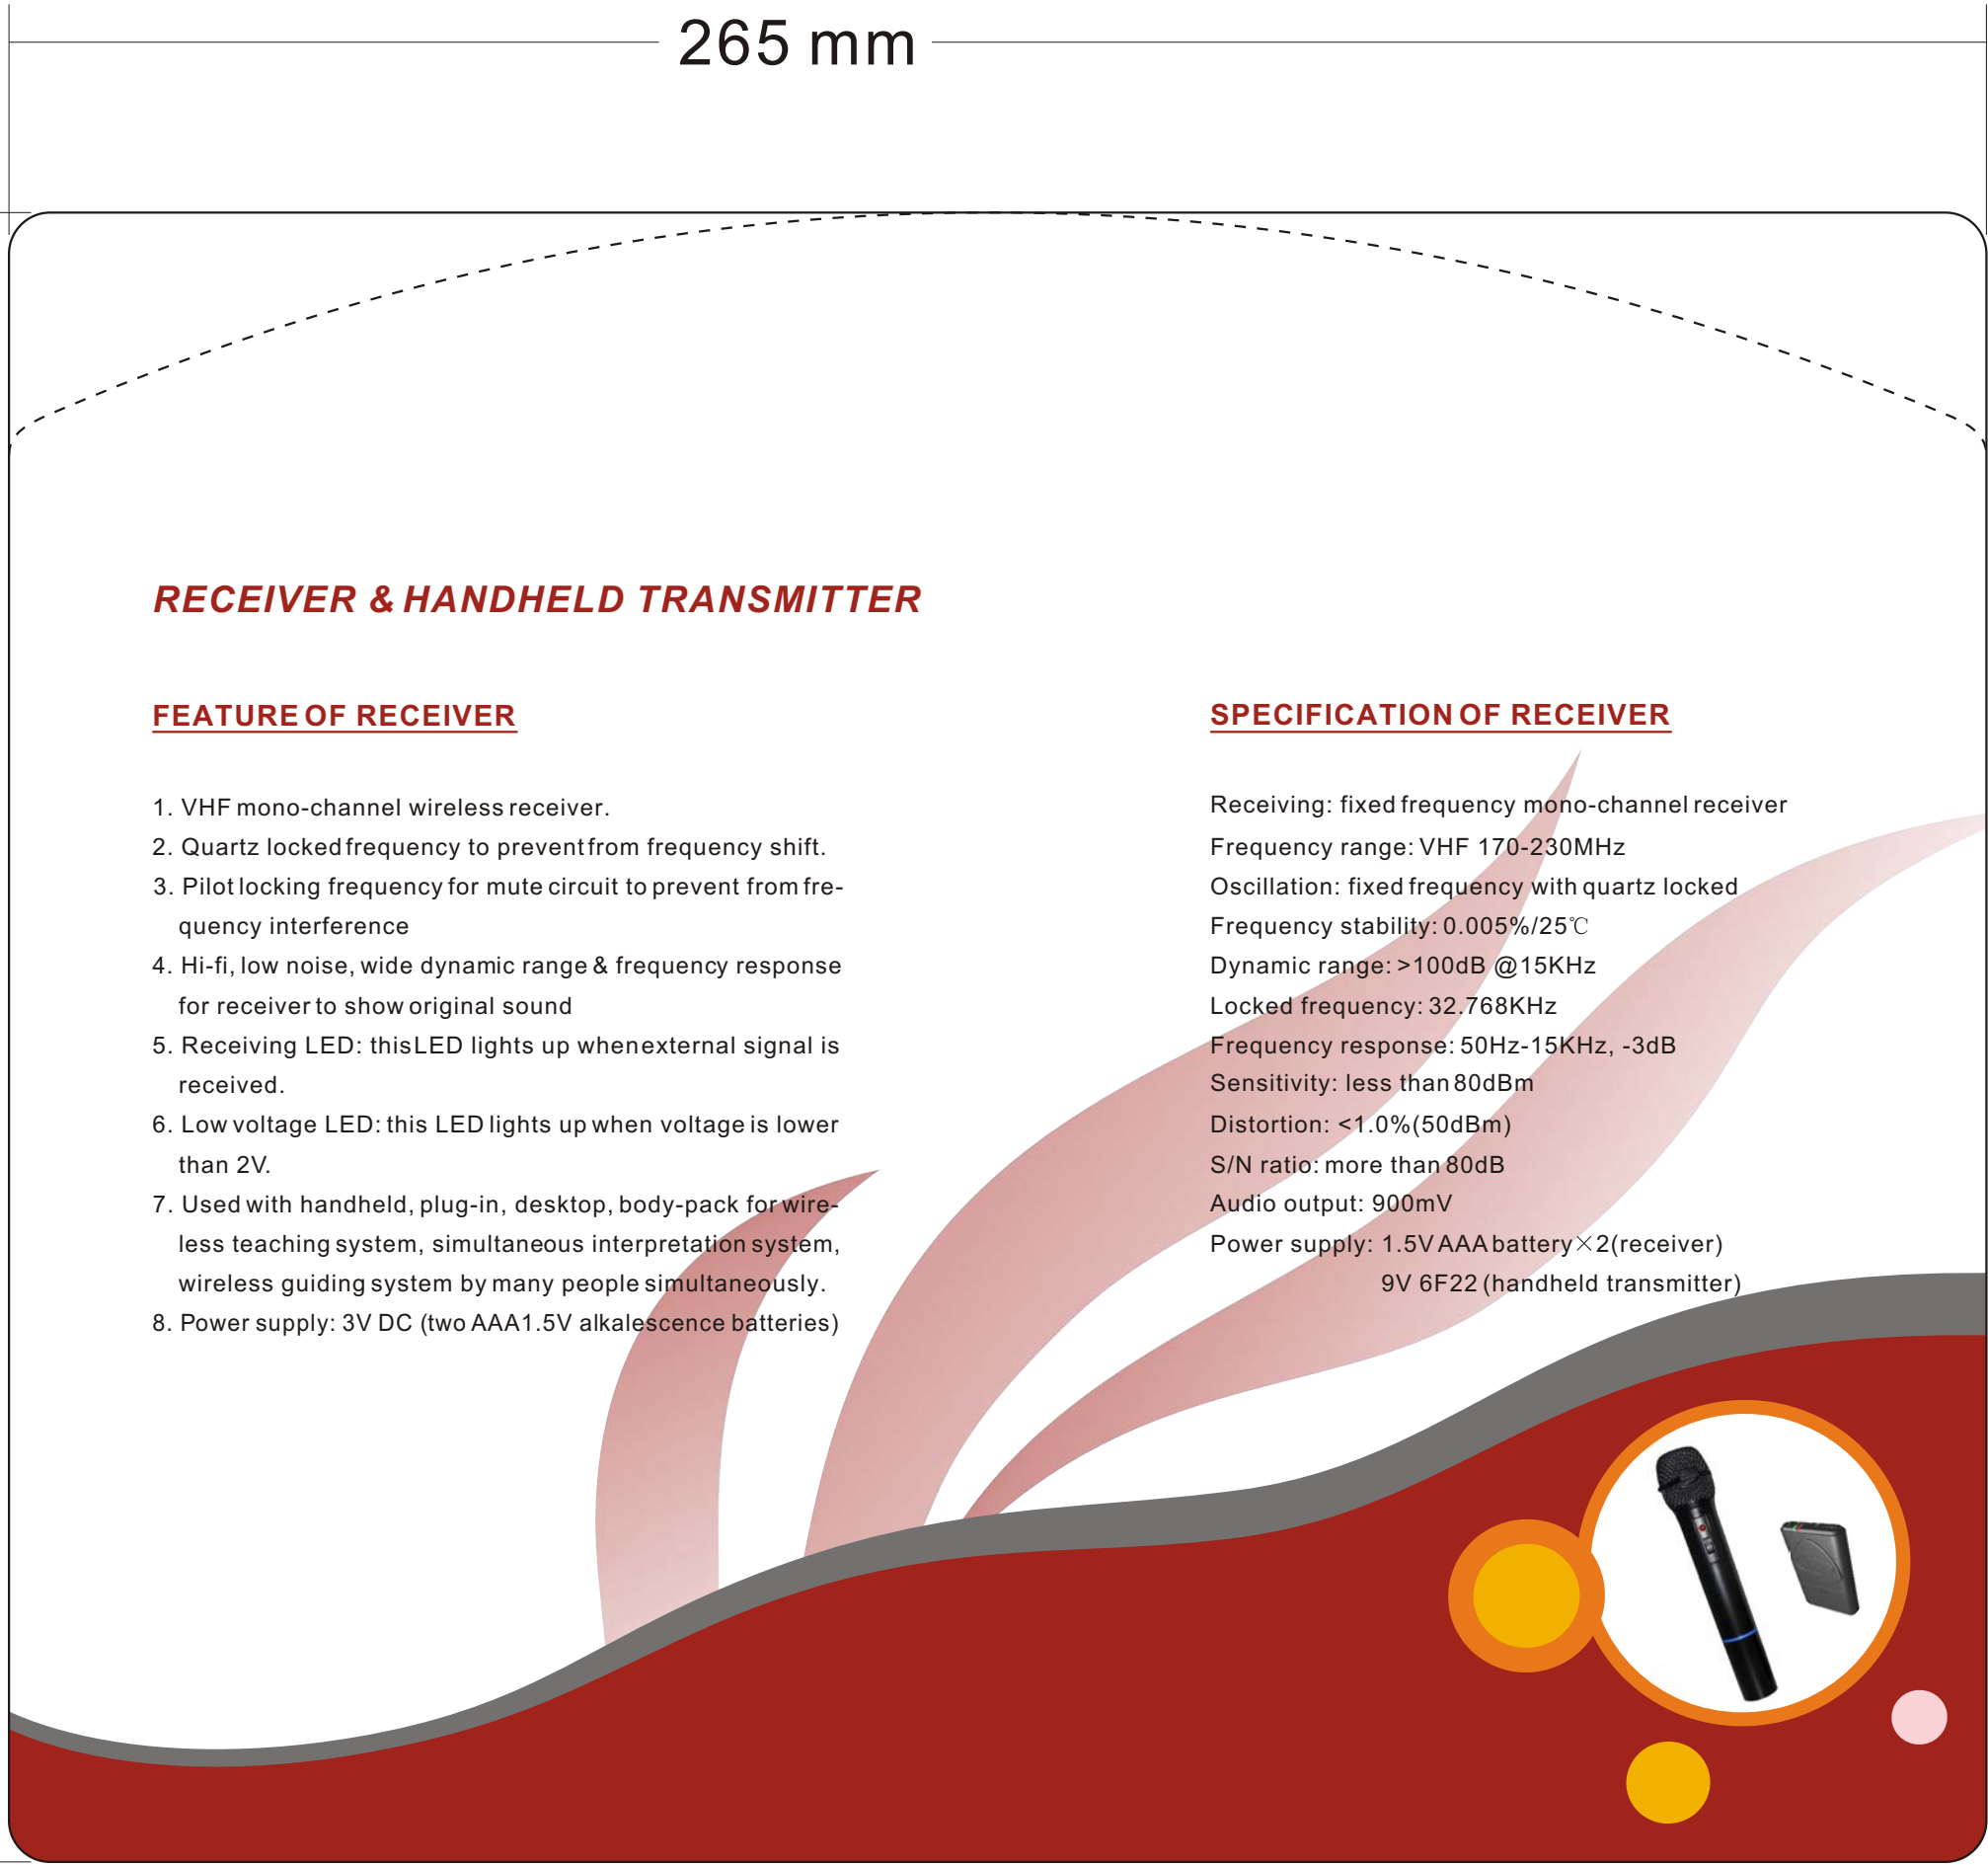 265 mm
RECEIVER & HANDHELD TRANSMITTER
FEATURE OF RECEIVER
1. VHF mono-channel wireless receiver.
2. Quartz locked frequency to prevent from frequency shift.
3. Pilot locking frequency for mute circuit to prevent from fre-
quency interference
4. Hi-fi, low noise, wide dynamic range & frequency response
for receiver to show original sound
5. Receiving LED: this LED lights up when external signal is
received.
6. Low voltage LED: this LED lights up when voltage is lower
than 2V.
7. Used with handheld, plug-in, desktop, body-pack for wire-
less teaching system, simultaneous interpretation system,
wireless guiding system by many people simultaneously.
8. Power supply: 3V DC (two AAA1.5V alkalescence batteries)
SPECIFICATION OF RECEIVER
Receiving: fixed frequency mono-channel receiver
Frequency range: VHF 170-230MHz
Oscillation: fixed frequency with quartz locked
Frequency stability: 0.005%/25℃
Dynamic range: >100dB @15KHz
Locked frequency: 32.768KHz
Frequency response: 50Hz-15KHz, -3dB
Sensitivity: less than 80dBm
Distortion: <1.0%(50dBm)
S/N ratio: more than 80dB
Audio output: 900mV
Power supply: 1.5V AAA battery×2(receiver)
9V 6F22 (handheld transmitter)